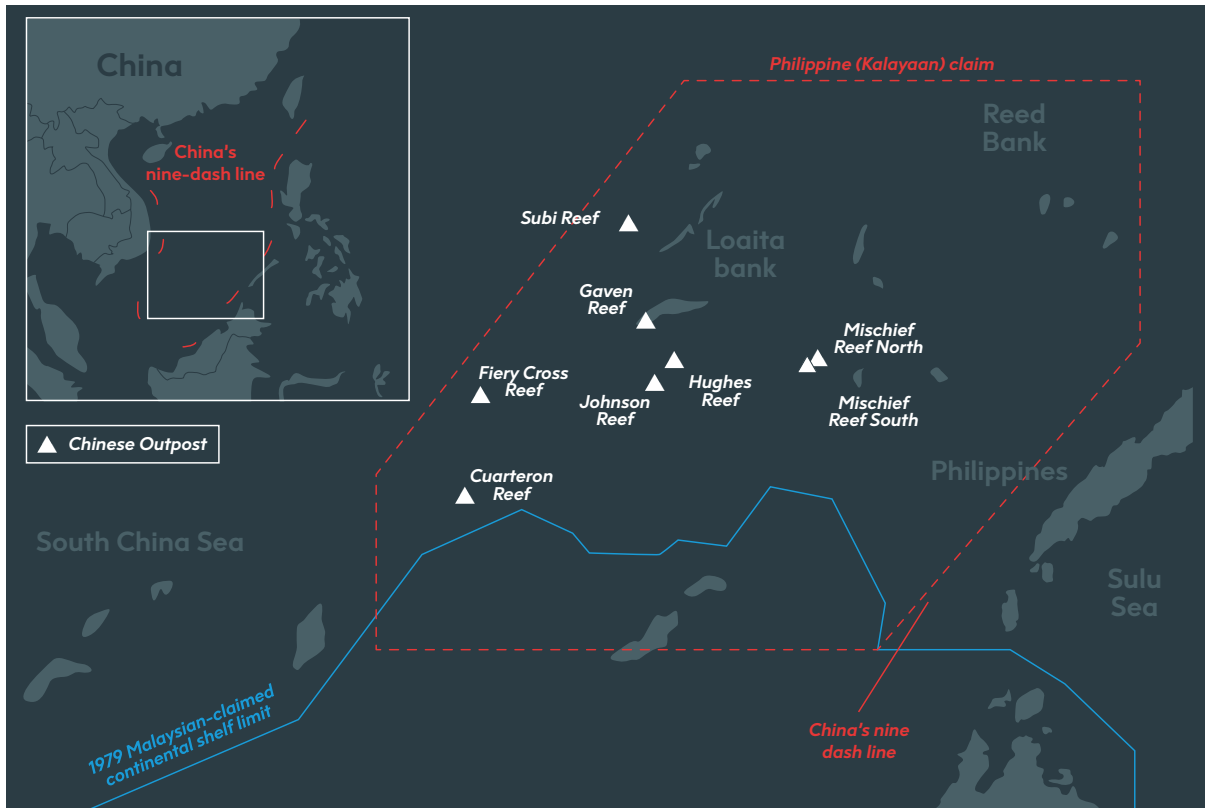 China
China's
nine-dash line
Philippine (Kalayaan) claim
Reed
Bank
Subi Reef
Loaita
bank
Gaven
Reef
Mischief
Reef North
Fiery Cross
Reef
Hughes
Reef
Johnson
Reef
Mischief
Reef South
Chinese Outpost
Cuarteron
Reef
Philippines
South China Sea
Sulu
Sea
1979 Malaysian-claimed
continental shelf limit
China's nine
dash line